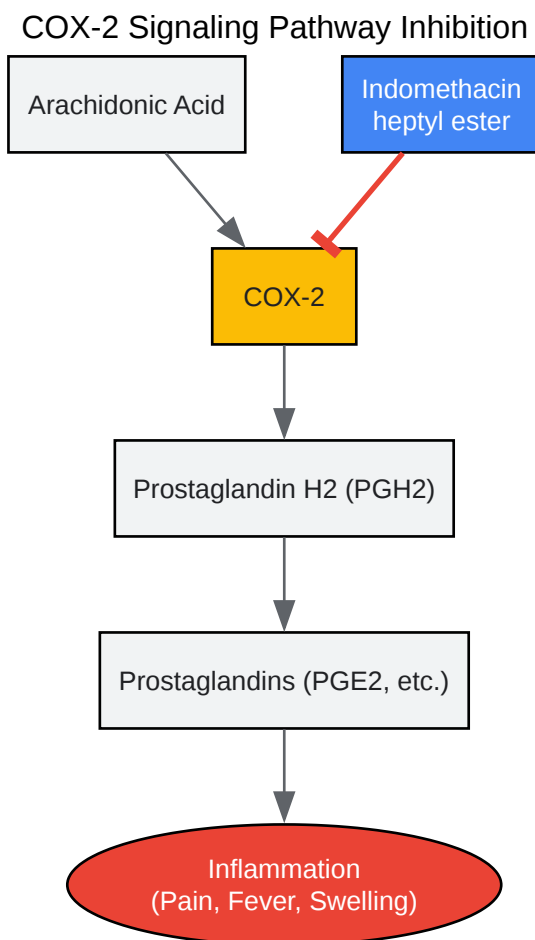 COX-2 Signaling Pathway Inhibition
Arachidonic Acid
Indomethacin
heptyl ester
COX-2
Prostaglandin H2 (PGH2)
Prostaglandins (PGE2, etc.)
Inflammation
(Pain, Fever, Swelling)